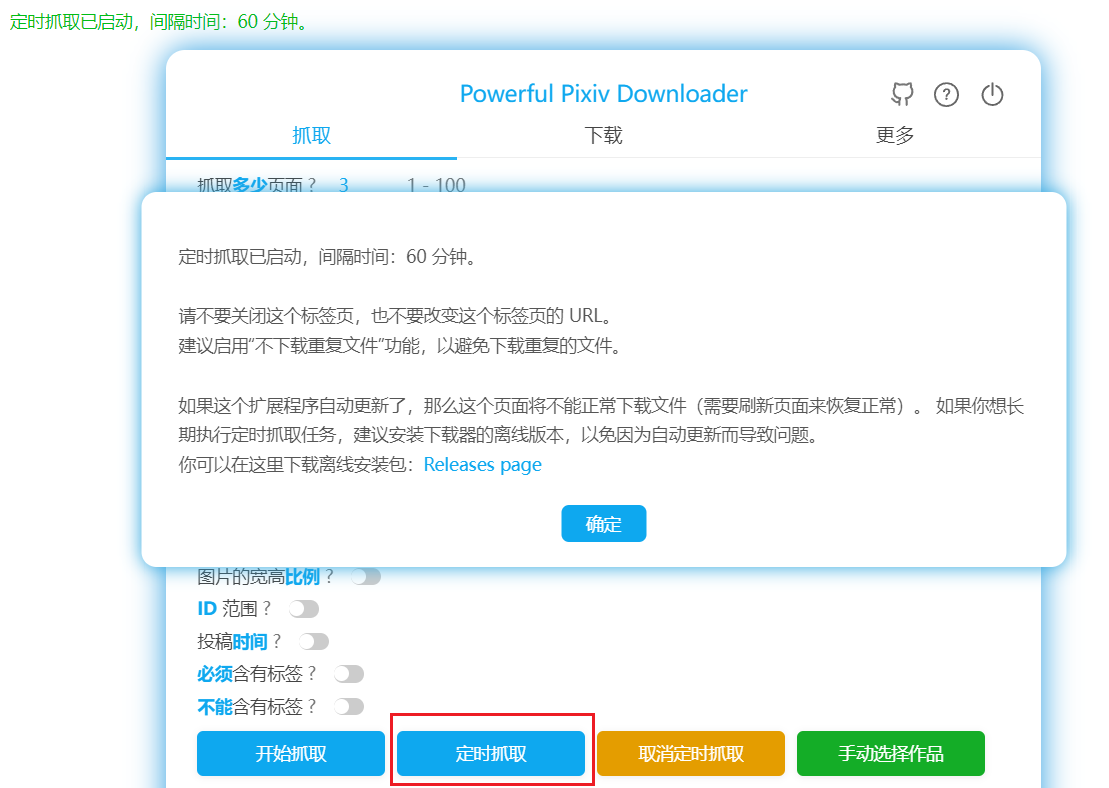 定时抓取已启动，间隔时间：60 分钟。
Powerful Pixiv Downloader
抓取 下载 更多
抓取多少页面？ 3 1 - 100
定时抓取已启动，间隔时间：60 分钟。
请不要关闭这个标签页，也不要改变这个标签页的 URL。
建议启用“不下载重复文件”功能，以避免下载重复的文件。
如果这个扩展程序自动更新了，那么这个页面将不能正常下载文件（需要刷新页面来恢复正常）。 如果你想长
期执行定时抓取任务，建议安装下载器的离线版本，以免因为自动更新而导致问题。
你可以在这里下载离线安装包：Releases page
确定
图片的宽高比例？
ID 范围？
投稿时间？
必须含有标签？
不能含有标签？
开始抓取 定时抓取 取消定时抓取 手动选择作品